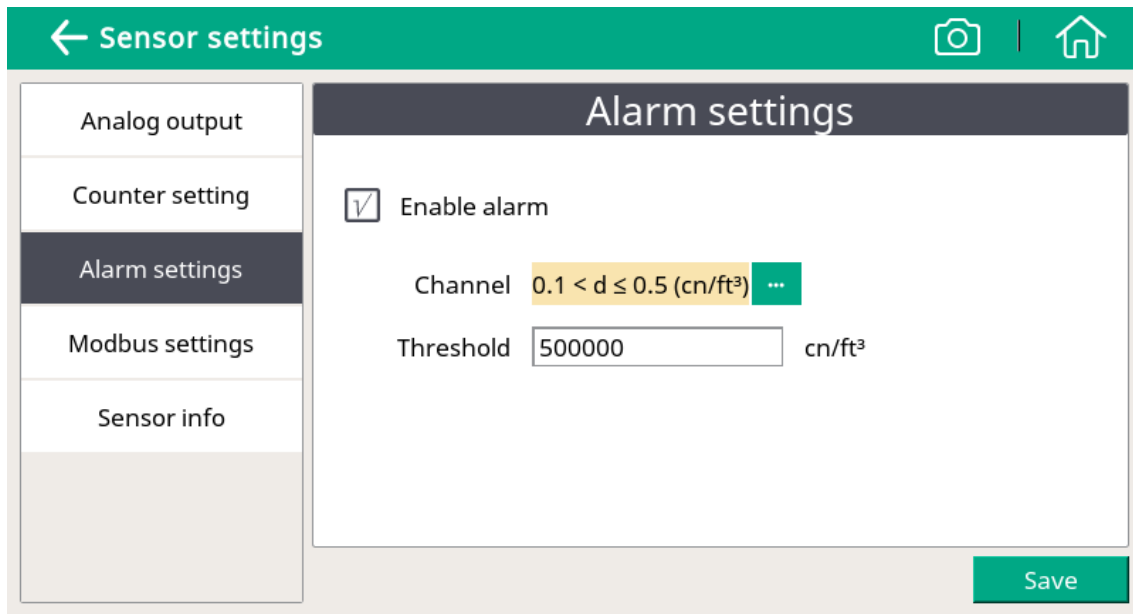 Sensor settings
Analog output
Counter setting
Alarm settings
Modbus settings
Sensor info
Alarm settings
Enable alarm
Channel 0.1 < d ≤ 0.5 (cn/ft³) ...
Threshold 500000 cn/ft³
Save